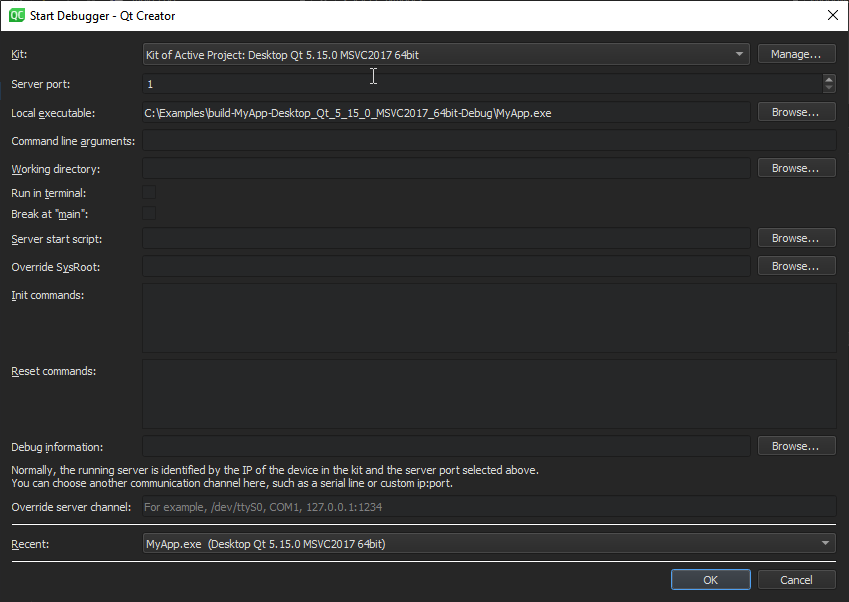 QC Start Debugger - Qt Creator
Kit: Kit of Active Project: Desktop Qt 5.15.0 MSVC2017 64bit Manage...
Server port: 1
Local executable: C:\Examples\build-MyApp-Desktop_Qt_5_15_0_MSVC2017_64bit-Debug\MyApp.exe Browse...
Command line arguments:
Working directory: Browse...
Run in terminal:
Break at "main":
Server start script: Browse...
Override SysRoot: Browse...
Init commands:
Reset commands:
Debug information: Browse...
Normally, the running server is identified by the IP of the device in the kit and the server port selected above.
You can choose another communication channel here, such as a serial line or custom ip:port.
Override server channel: For example, /dev/ttyS0, COM1, 127.0.0.1:1234
Recent: MyApp.exe (Desktop Qt 5.15.0 MSVC2017 64bit)
OK Cancel